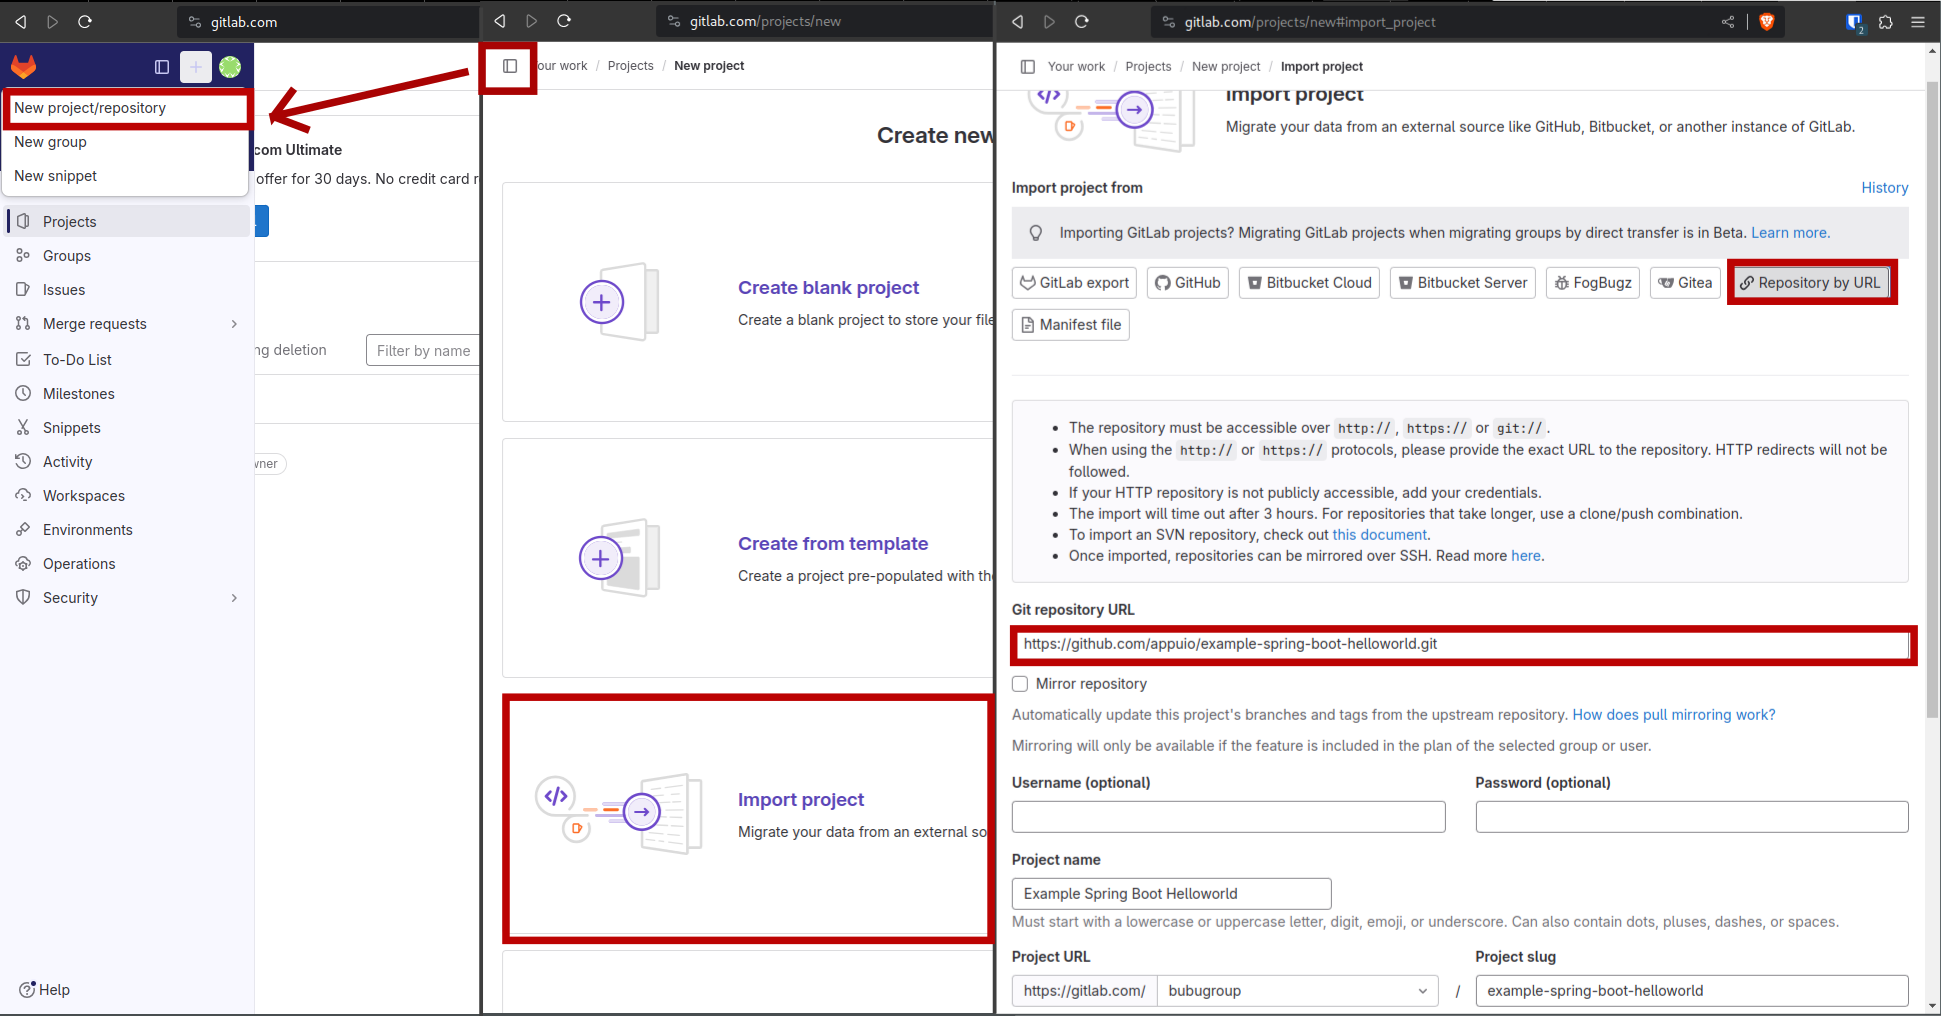 gitlab.com
New project/repository
New group
New snippet
com Ultimate
offer for 30 days. No credit card r
Projects
Groups
Issues
Merge requests
To-Do List
Milestones
Snippets
Activity
Workspaces
Environments
Operations
Security
Help
ng deletion
Filter by name
wner
gitlab.com/projects/new
our work / Projects / New project
Create new
Create blank project
Create a blank project to store your file
Create from template
Create a project pre-populated with the
Import project
Migrate your data from an external so
gitlab.com/projects/new#import_project
2
Your work / Projects / New project / Import project
Import project
Migrate your data from an external source like GitHub, Bitbucket, or another instance of GitLab.
Import project from
History
Importing GitLab projects? Migrating GitLab projects when migrating groups by direct transfer is in Beta. Learn more.
GitLab export
GitHub
Bitbucket Cloud
Bitbucket Server
FogBugz
Gitea
Repository by URL
Manifest file
• The repository must be accessible over http://, https:// or git://.
• When using the http:// or https:// protocols, please provide the exact URL to the repository. HTTP redirects will not be
followed.
• If your HTTP repository is not publicly accessible, add your credentials.
• The import will time out after 3 hours. For repositories that take longer, use a clone/push combination.
• To import an SVN repository, check out this document.
• Once imported, repositories can be mirrored over SSH. Read more here.
Git repository URL
https://github.com/appuio/example-spring-boot-helloworld.git
Mirror repository
Automatically update this project's branches and tags from the upstream repository. How does pull mirroring work?
Mirroring will only be available if the feature is included in the plan of the selected group or user.
Username (optional)
Password (optional)
Project name
Example Spring Boot Helloworld
Must start with a lowercase or uppercase letter, digit, emoji, or underscore. Can also contain dots, pluses, dashes, or spaces.
Project URL
Project slug
https://gitlab.com/
bubugroup
/
example-spring-boot-helloworld